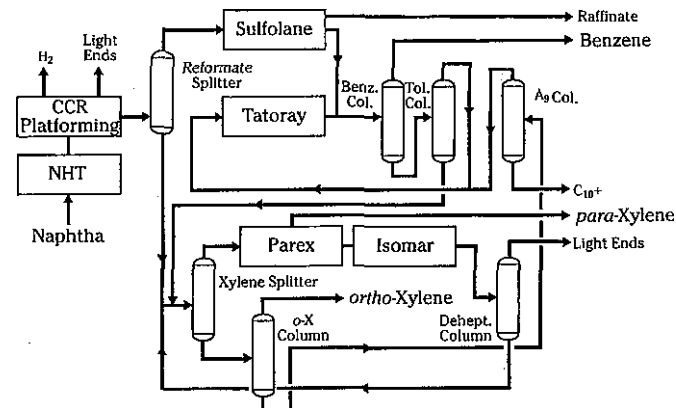 Sulfolane
Raffinate
Benzene
H2
Light
Ends
Reformate
Splitter
Benz.
Col.
Tol.
Col.
A9 Col.
CCR
Platforming
Tatoray
NHT
C10+
para-Xylene
Naphtha
Parex
Isomar
Light Ends
Xylene Splitter
ortho-Xylene
o-X
Column
Dehept.
Column